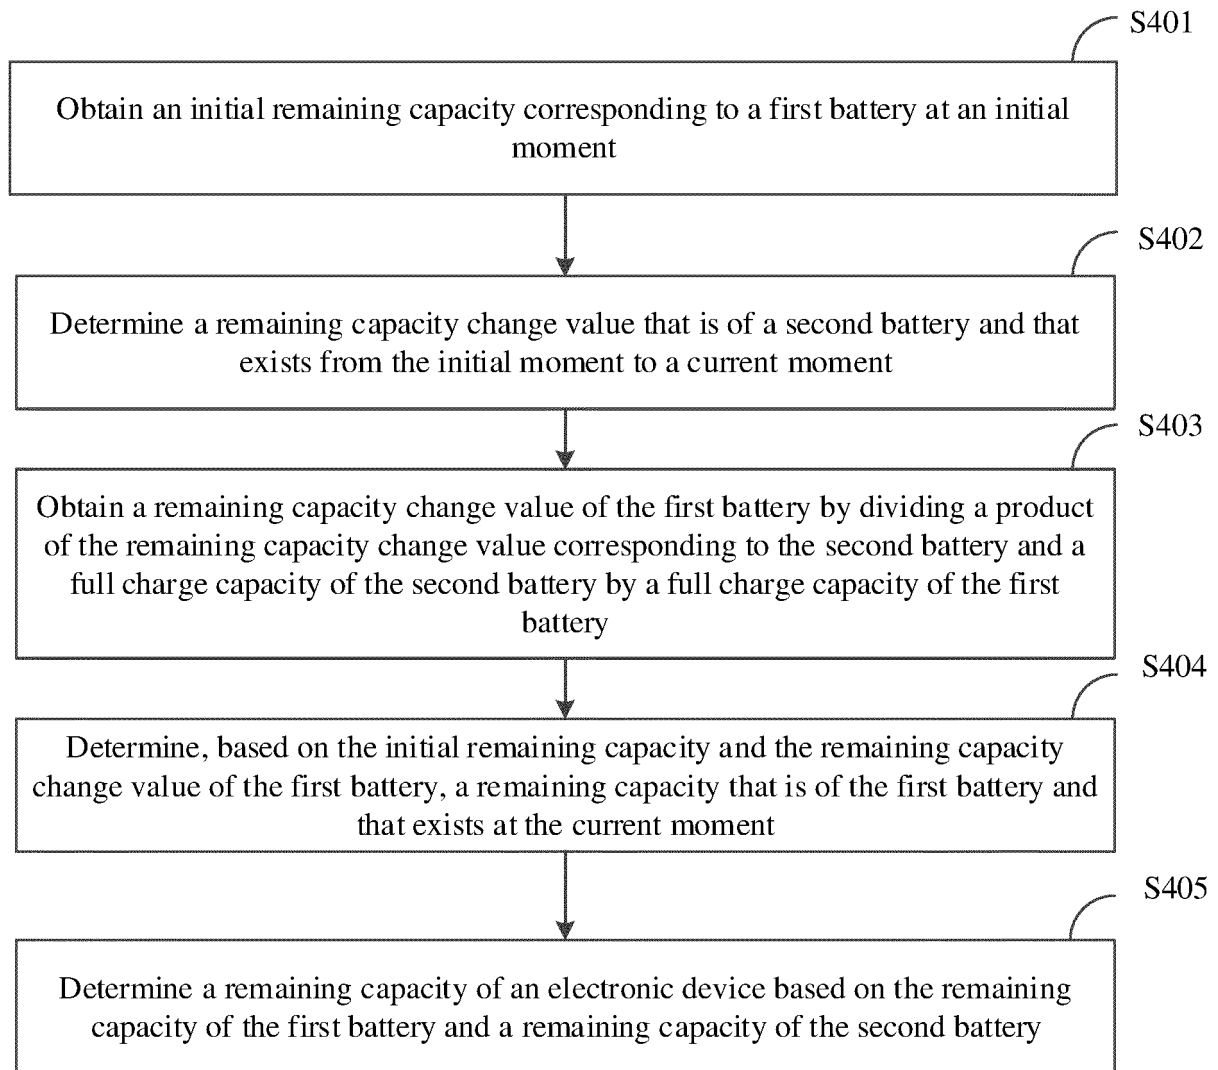 S401
Obtain an initial remaining capacity corresponding to a first battery at an initial
moment
S402
Determine a remaining capacity change value that is of a second battery and that
exists from the initial moment to a current moment
S403
Obtain a remaining capacity change value of the first battery by dividing a product
of the remaining capacity change value corresponding to the second battery and a
full charge capacity of the second battery by a full charge capacity of the first
battery
S404
Determine, based on the initial remaining capacity and the remaining capacity
change value of the first battery, a remaining capacity that is of the first battery and
that exists at the current moment
S405
Determine a remaining capacity of an electronic device based on the remaining
capacity of the first battery and a remaining capacity of the second battery